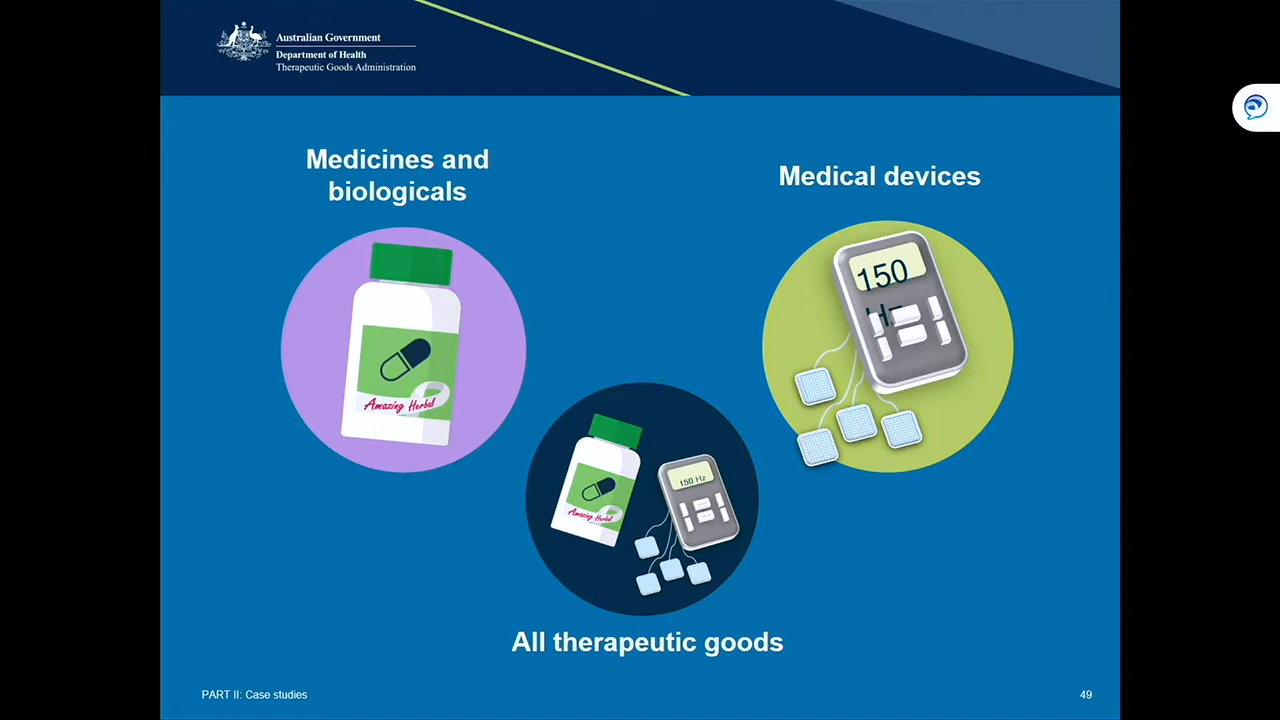 Australian Government
Department of Health
Therapeutic Goods Administration
Medicines and
biologicals
Medical devices
150
Hz
Amazing Herbal
150 Hz
Amazing Herbal
All therapeutic goods
PART II: Case studies
49